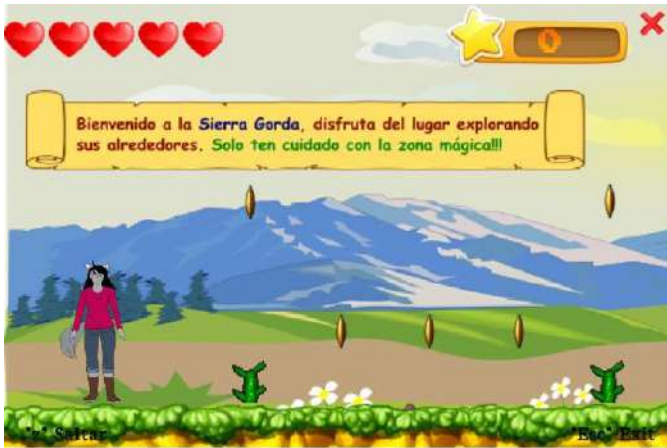 0
Bienvenido a la Sierra Gorda, disfruta del lugar explorando
sus alrededores. Solo ten cuidado con la zona mágica!!!
"z" Saltar
"Esc" Exit